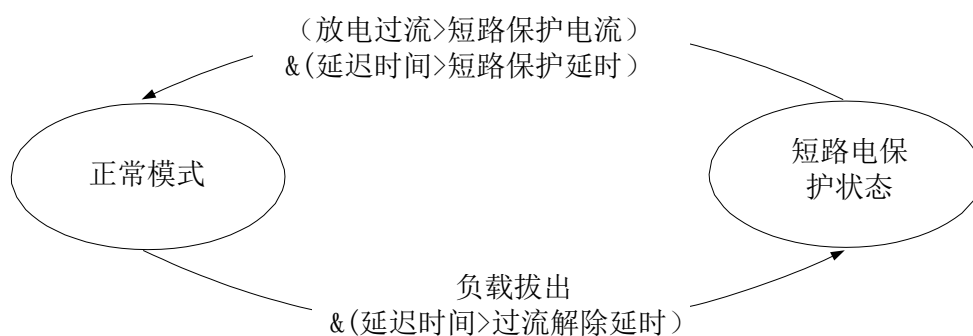 （放电过流>短路保护电流）
&(延迟时间>短路保护延时）
正常模式
短路电保
护状态
负载拔出
&(延迟时间>过流解除延时）